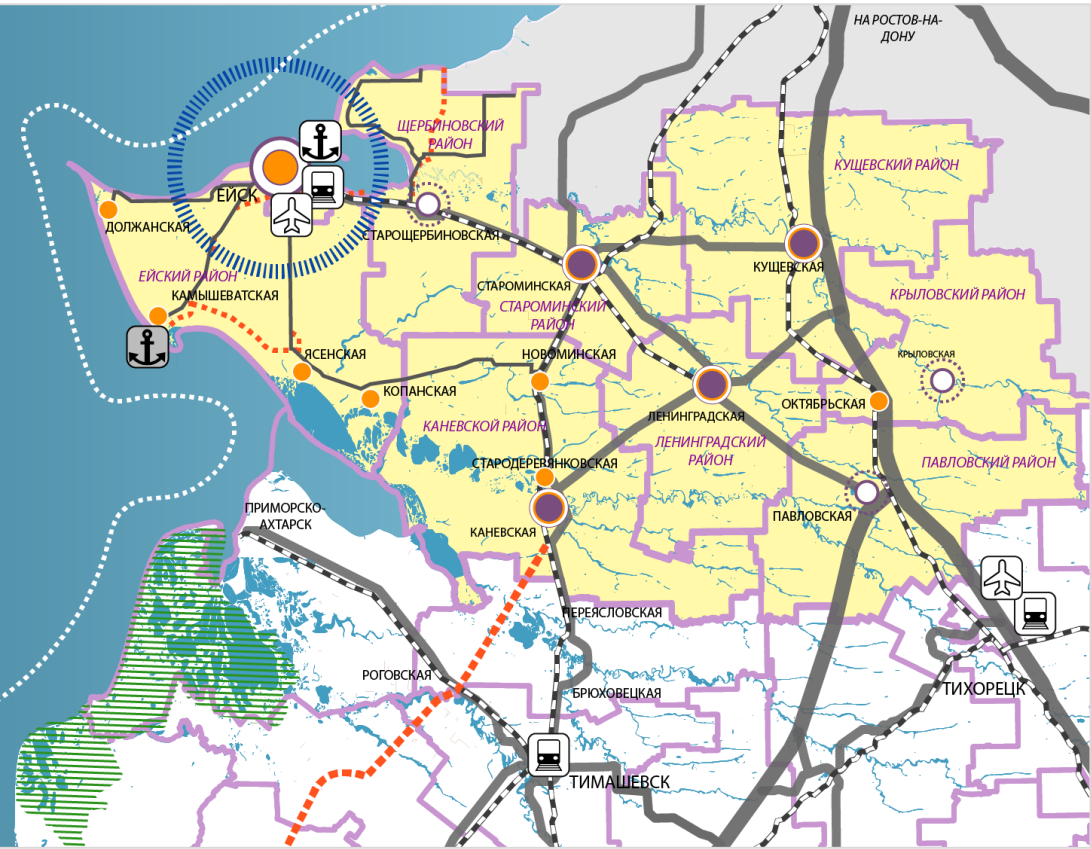 НА РОСТОВ-НА-
ДОНУ
ЩЕРБИНОВСКИЙ
РАЙОН
КУЩЕВСКИЙ РАЙОН
ЕЙСК
ДОЛЖАНСКАЯ
СТАРОЩЕРБИНОВСКАЯ
ЕЙСКИЙ РАЙОН
КУЩЕВСКАЯ
СТАРОМИНСКАЯ
КАМЫШЕВАТСКАЯ
КРЫЛОВСКИЙ РАЙОН
СТАРОМИНСКИЙ
РАЙОН
ЯСЕНСКАЯ
НОВОМИНСКАЯ
КРЫЛОВСКАЯ
КОПАНСКАЯ
ОКТЯБРЬСКАЯ
ЛЕНИНГРАДСКАЯ
КАНЕВСКОЙ РАЙОН
ЛЕНИНГРАДСКИЙ
РАЙОН
СТАРОДЕРЕВЯНКОВСКАЯ
ПАВЛОВСКИЙ РАЙОН
ПРИМОРСКО-
АХТАРСК
ПАВЛОВСКАЯ
КАНЕВСКАЯ
ПЕРЕЯСЛОВСКАЯ
РОГОВСКАЯ
БРЮХОВЕЦКАЯ
ТИХОРЕЦК
ТИМАШЕВСК